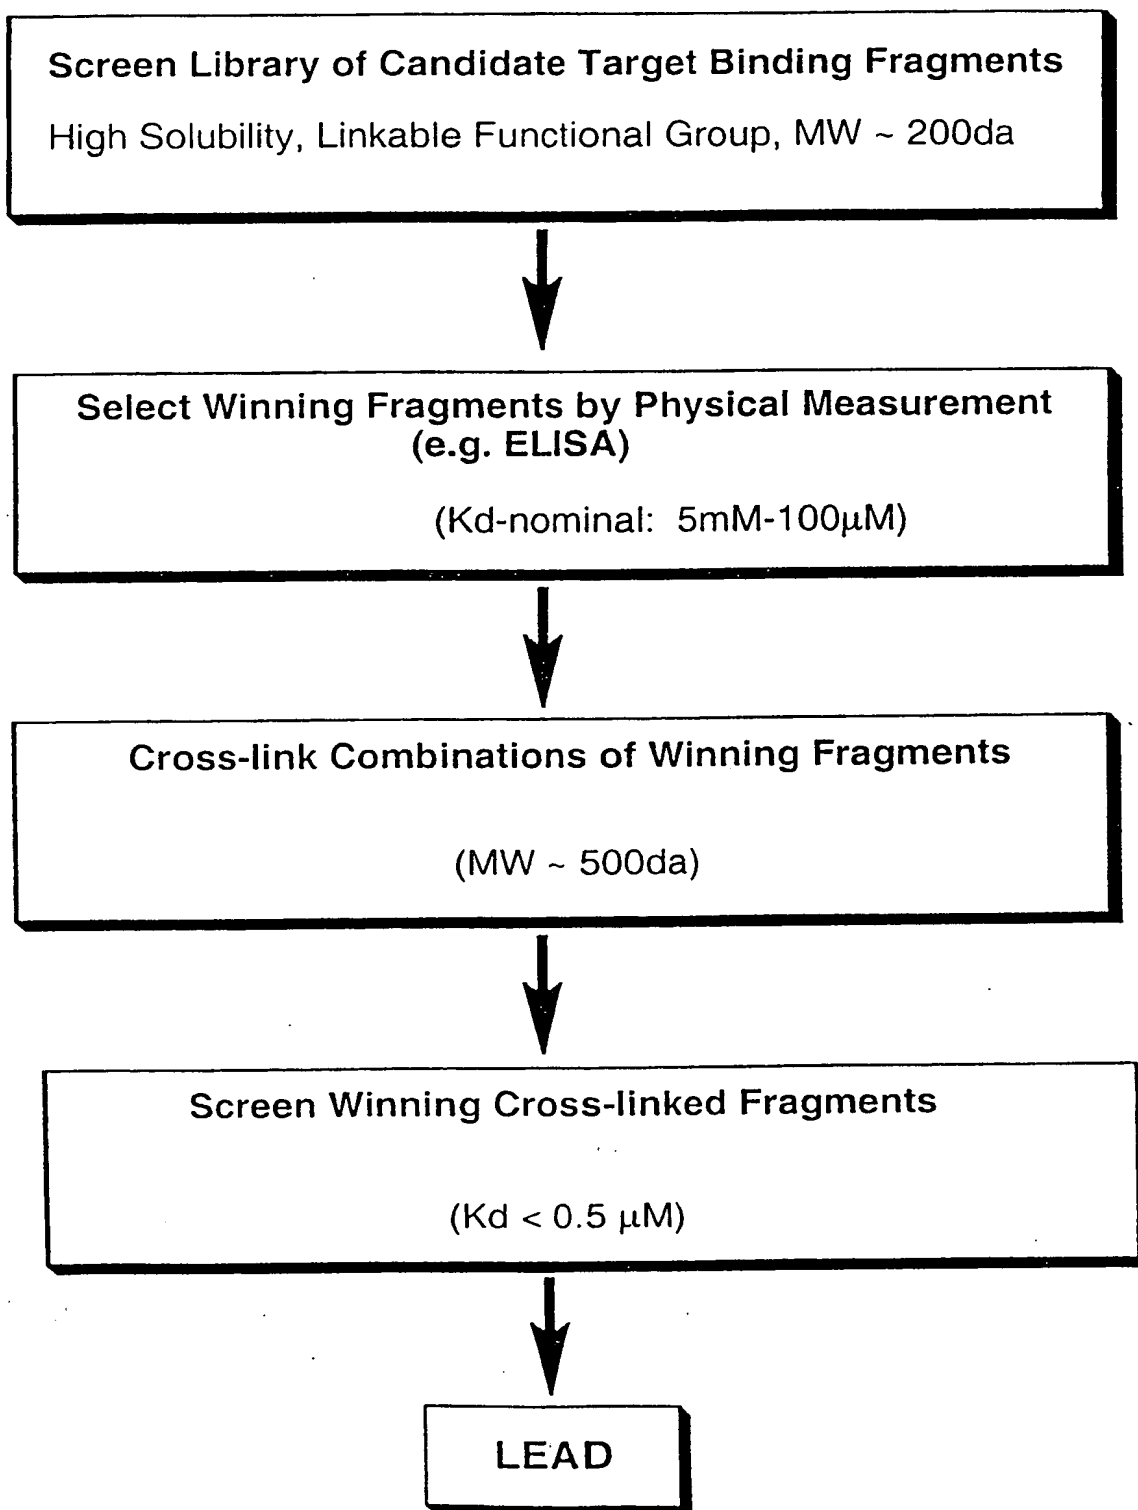 Screen Library of Candidate Target Binding Fragments
High Solubility, Linkable Functional Group, MW ~ 200da
Select Winning Fragments by Physical Measurement
(e.g. ELISA)
(Kd-nominal: 5mM-100μM)
Cross-link Combinations of Winning Fragments
(MW ~ 500da)
Screen Winning Cross-linked Fragments
(Kd < 0.5 μM)
LEAD